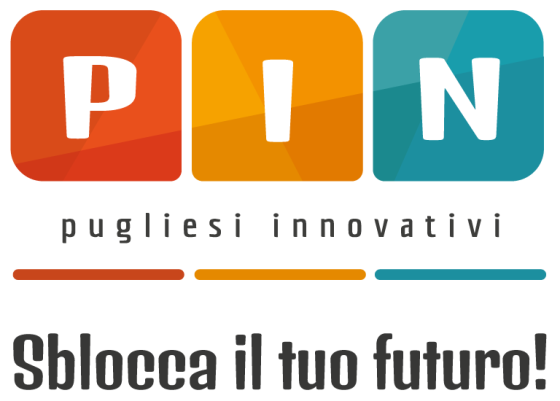 PIN
pugliesi innovativi
Sblocca il tuo futuro!